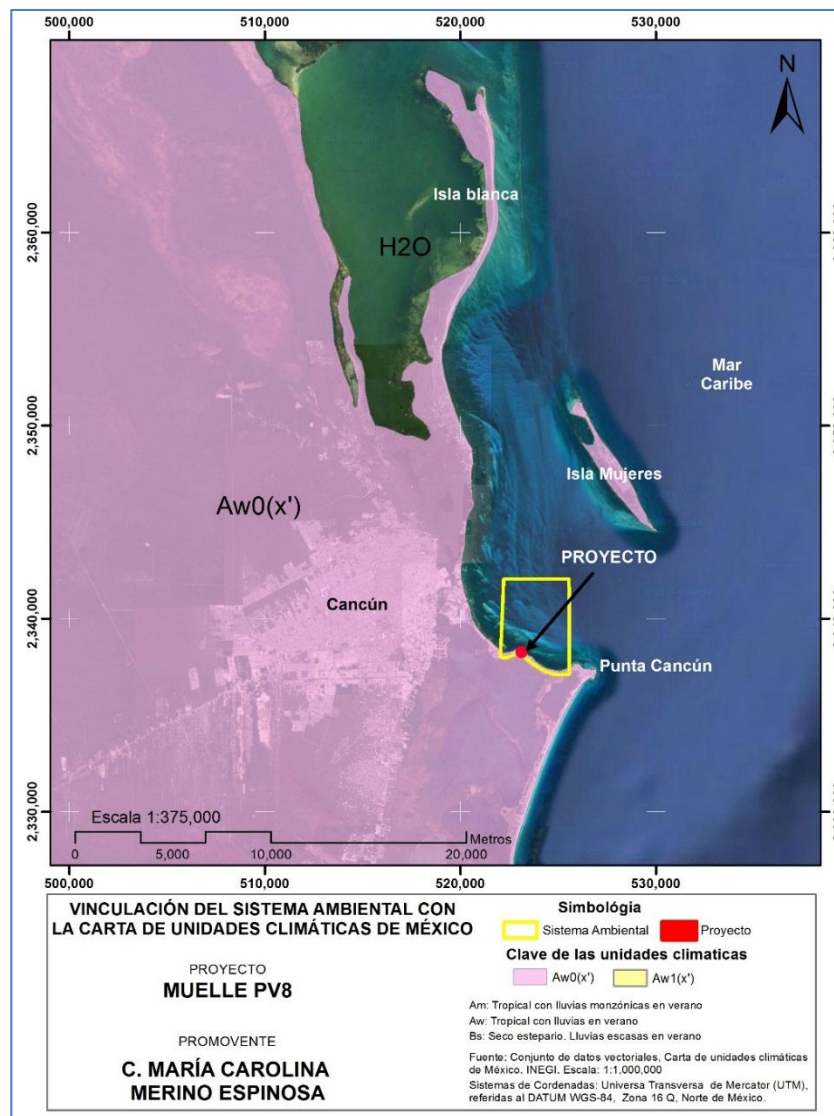 500,000 510,000 520,000 530,000
N
Isla blanca
2,360,000
H2O
Mar
Caribe
2,350,000
Isla Mujeres
Aw0(x')
PROYECTO
Cancún
2,340,000
Punta Cancún
2,330,000
Escala 1:375,000
Metros
0 5,000 10,000 20,000
500,000 510,000 520,000 530,000
VINCULACIÓN DEL SISTEMA AMBIENTAL CON
LA CARTA DE UNIDADES CLIMÁTICAS DE MÉXICO
PROYECTO
MUELLE PV8
PROMOVENTE
C. MARÍA CAROLINA
MERINO ESPINOSA
Simbológia
Sistema Ambiental Proyecto
Clave de las unidades climaticas
Aw0(x') Aw1(x')
Am: Tropical con lluvias monzónicas en verano
Aw: Tropical con lluvias en verano
Bs: Seco estepario. Lluvias escasas en verano
Fuente: Conjunto de datos vectoriales, Carta de unidades climáticas
de México. INEGI. Escala: 1:1,000,000
Sistemas de Cordenadas: Universa Transversa de Mercator (UTM),
referidas al DATUM WGS-84, Zona 16 Q, Norte de México.